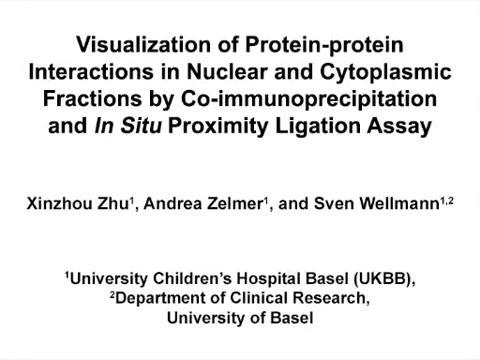 Visualization of Protein-protein
Interactions in Nuclear and Cytoplasmic
Fractions by Co-immunoprecipitation
and In Situ Proximity Ligation Assay
Xinzhou Zhu¹, Andrea Zelmer¹, and Sven Wellmann¹,²
¹University Children’s Hospital Basel (UKBB),
²Department of Clinical Research,
University of Basel